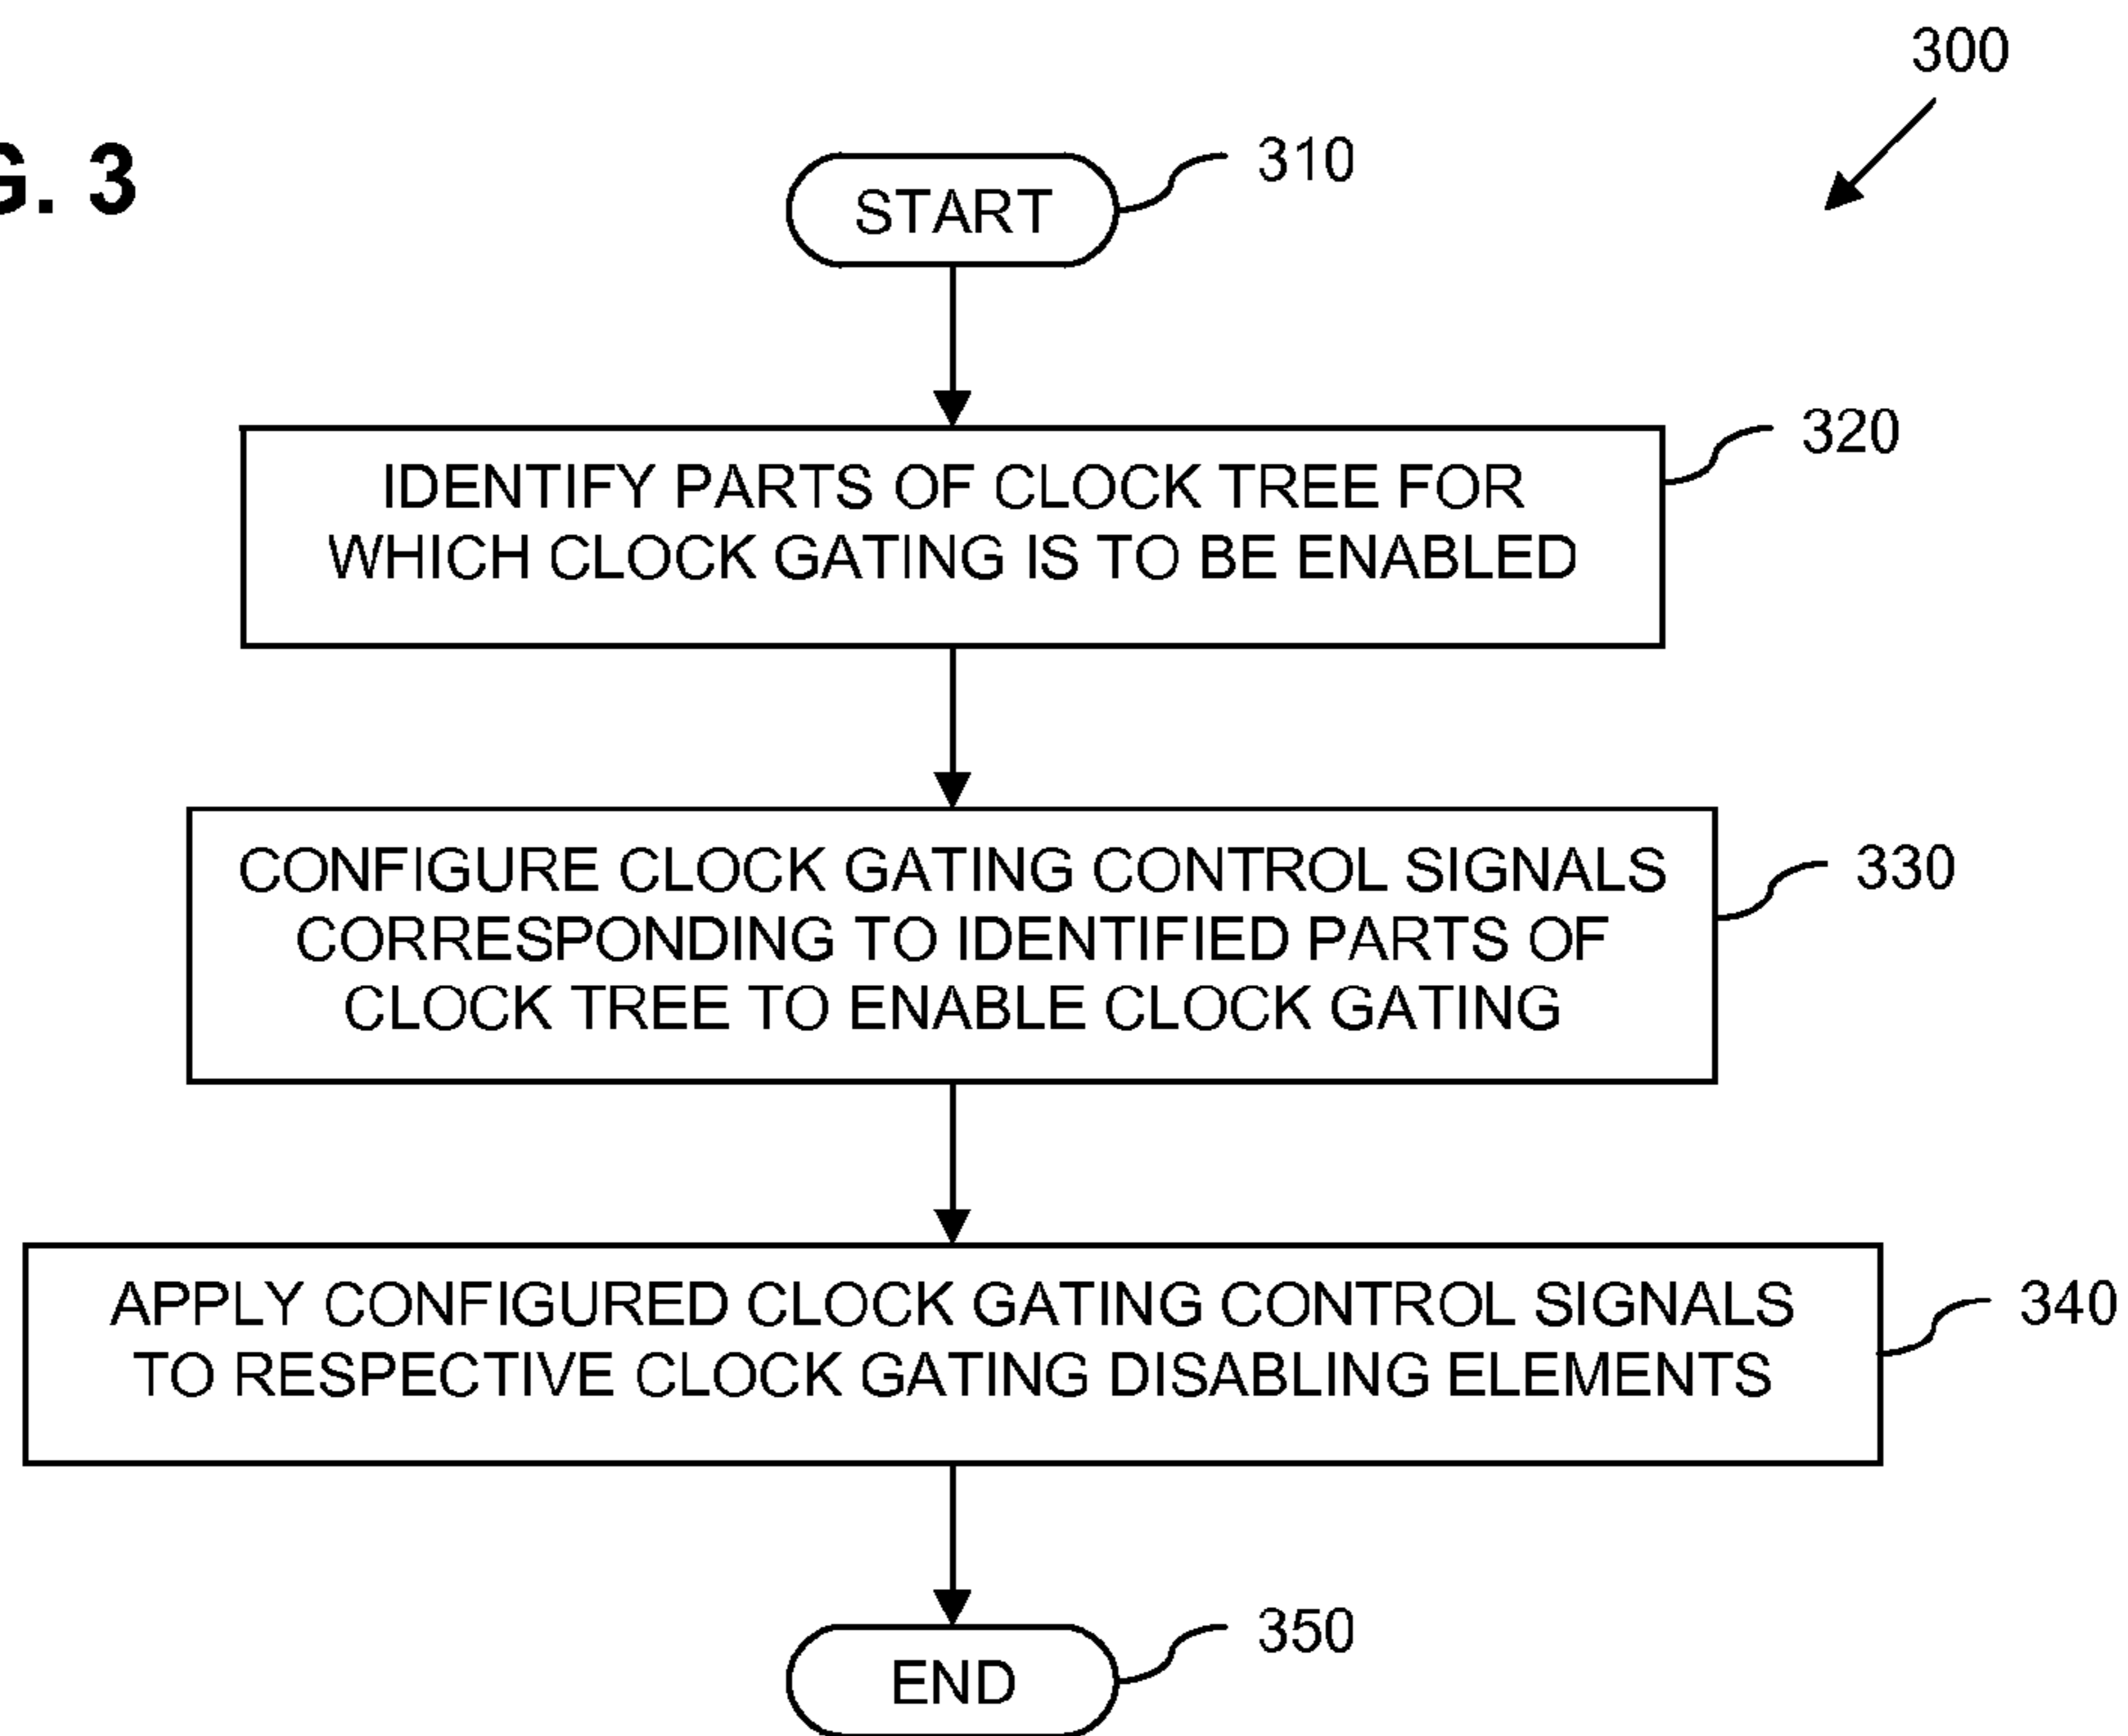 300
G. 3
310
START
320
IDENTIFY PARTS OF CLOCK TREE FOR
WHICH CLOCK GATING IS TO BE ENABLED
330
CONFIGURE CLOCK GATING CONTROL SIGNALS
CORRESPONDING TO IDENTIFIED PARTS OF
CLOCK TREE TO ENABLE CLOCK GATING
340
APPLY CONFIGURED CLOCK GATING CONTROL SIGNALS
TO RESPECTIVE CLOCK GATING DISABLING ELEMENTS
350
END